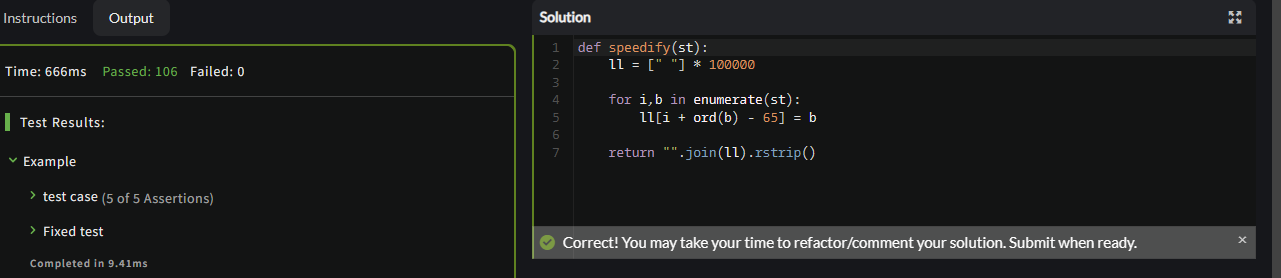 Instructions Output
Time: 666ms Passed: 106 Failed: 0
Test Results:
Example
test case (5 of 5 Assertions)
Fixed test
Completed in 9.41ms
Solution
1 def speedify(st):
2     ll = [" "] * 100000
3
4     for i,b in enumerate(st):
5         ll[i + ord(b) - 65] = b
6
7     return "".join(ll).rstrip()
Correct! You may take your time to refactor/comment your solution. Submit when ready. ×